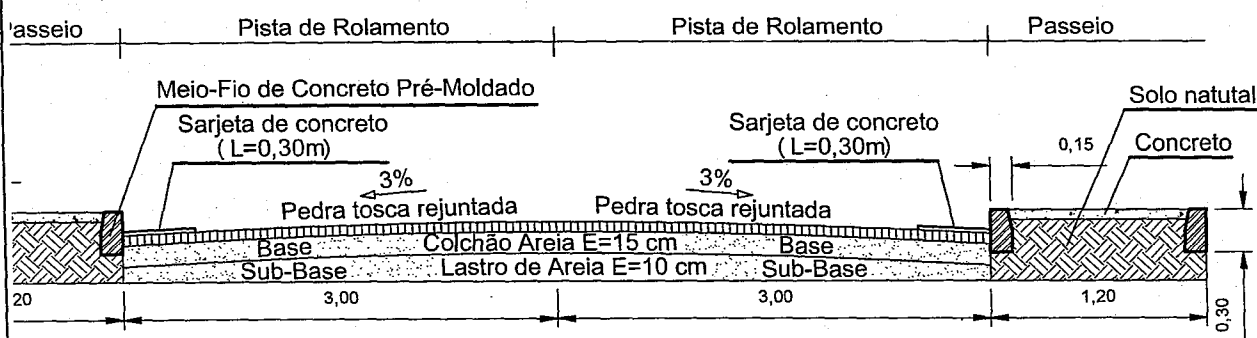 'asseio
Pista de Rolamento
Pista de Rolamento
Passeio
Meio-Fio de Concreto Pré-Moldado
Sarjeta de concreto
( L=0,30m)
Sarjeta de concreto
( L=0,30m)
Solo natutal
0,15
Concreto
3%
3%
Pedra tosca rejuntada
Pedra tosca rejuntada
Base
Colchão Areia E=15 cm
Base
Sub-Base
Lastro de Areia E=10 cm
Sub-Base
20
3,00
3,00
1,20
0,30